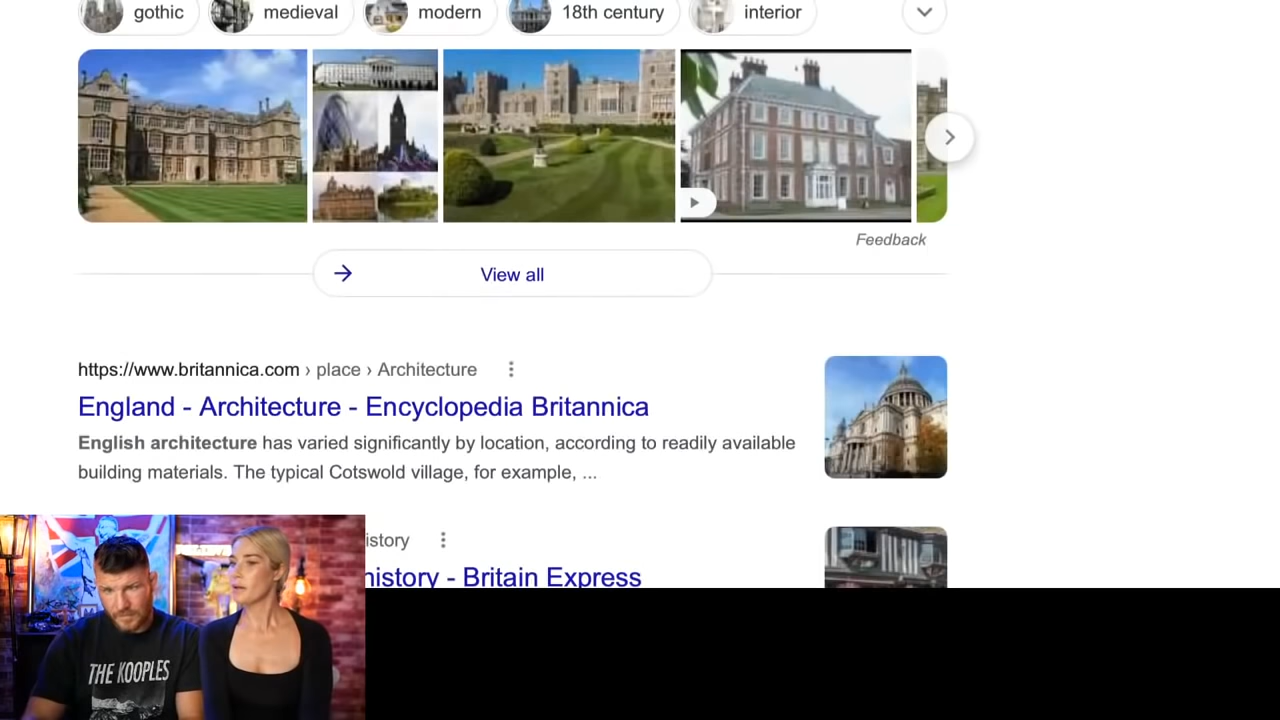 gothic
medieval
modern
18th century
interior
Feedback
View all
https://www.britannica.com › place › Architecture
England - Architecture - Encyclopedia Britannica
English architecture has varied significantly by location, according to readily available
building materials. The typical Cotswold village, for example, ...
istory
history - Britain Express
THE KOOPLES